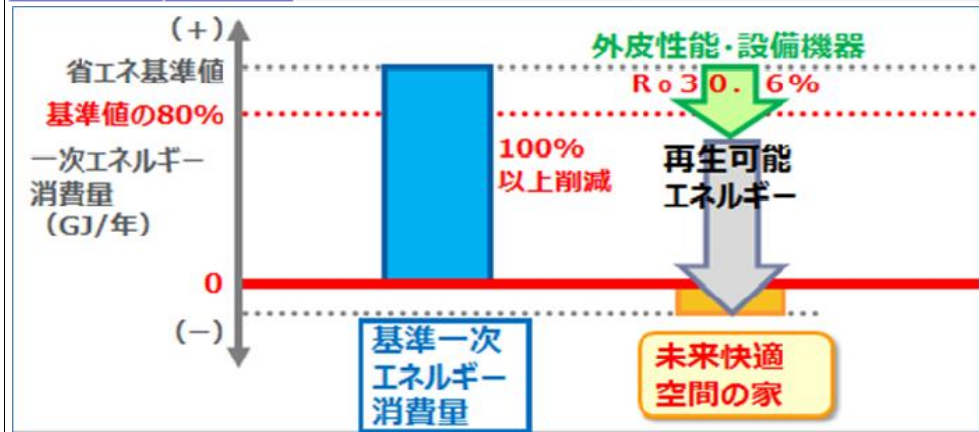 (+)
省エネ基準値
基準値の80%
一次エネルギー
消費量
(GJ/年)
0
(−)
100%
以上削減
外皮性能・設備機器
Ro30.6%
再生可能
エネルギー
基準一次
エネルギー
消費量
未来快適
空間の家